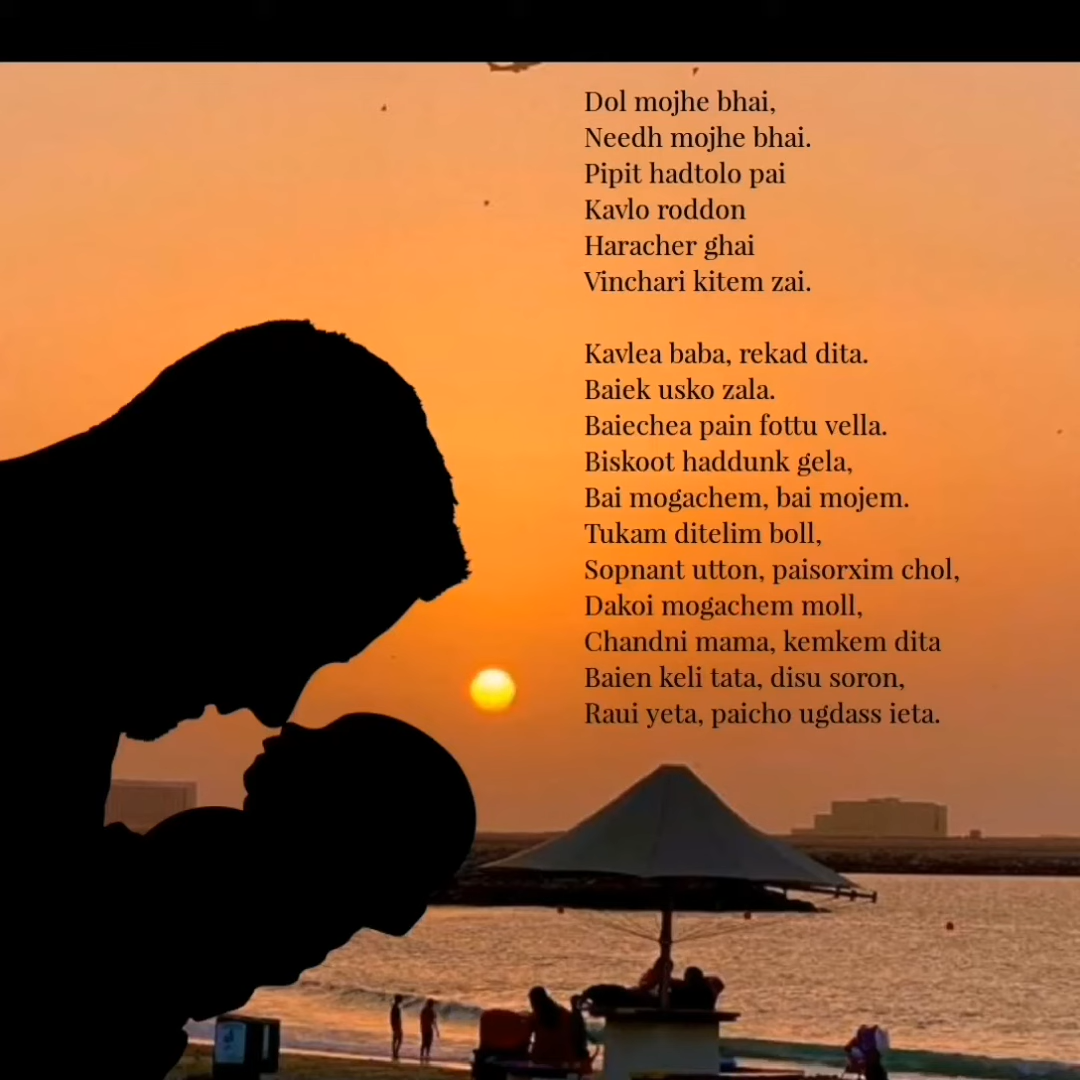 Dol mojhe bhai,
Needh mojhe bhai.
Pipit hadtolo pai
Kavlo roddon
Haracher ghai
Vinchari kitem zai.
Kavlea baba, rekad dita.
Baiek usko zala.
Baiechea pain fottu vella.
Biskoot haddunk gela,
Bai mogachem, bai mojem.
Tukam ditelim boll,
Sopnant utton, paisorxim chol,
Dakoi mogachem moll,
Chandni mama, kemkem dita
Baien keli tata, disu soron,
Raui yeta, paicho ugdass ieta.